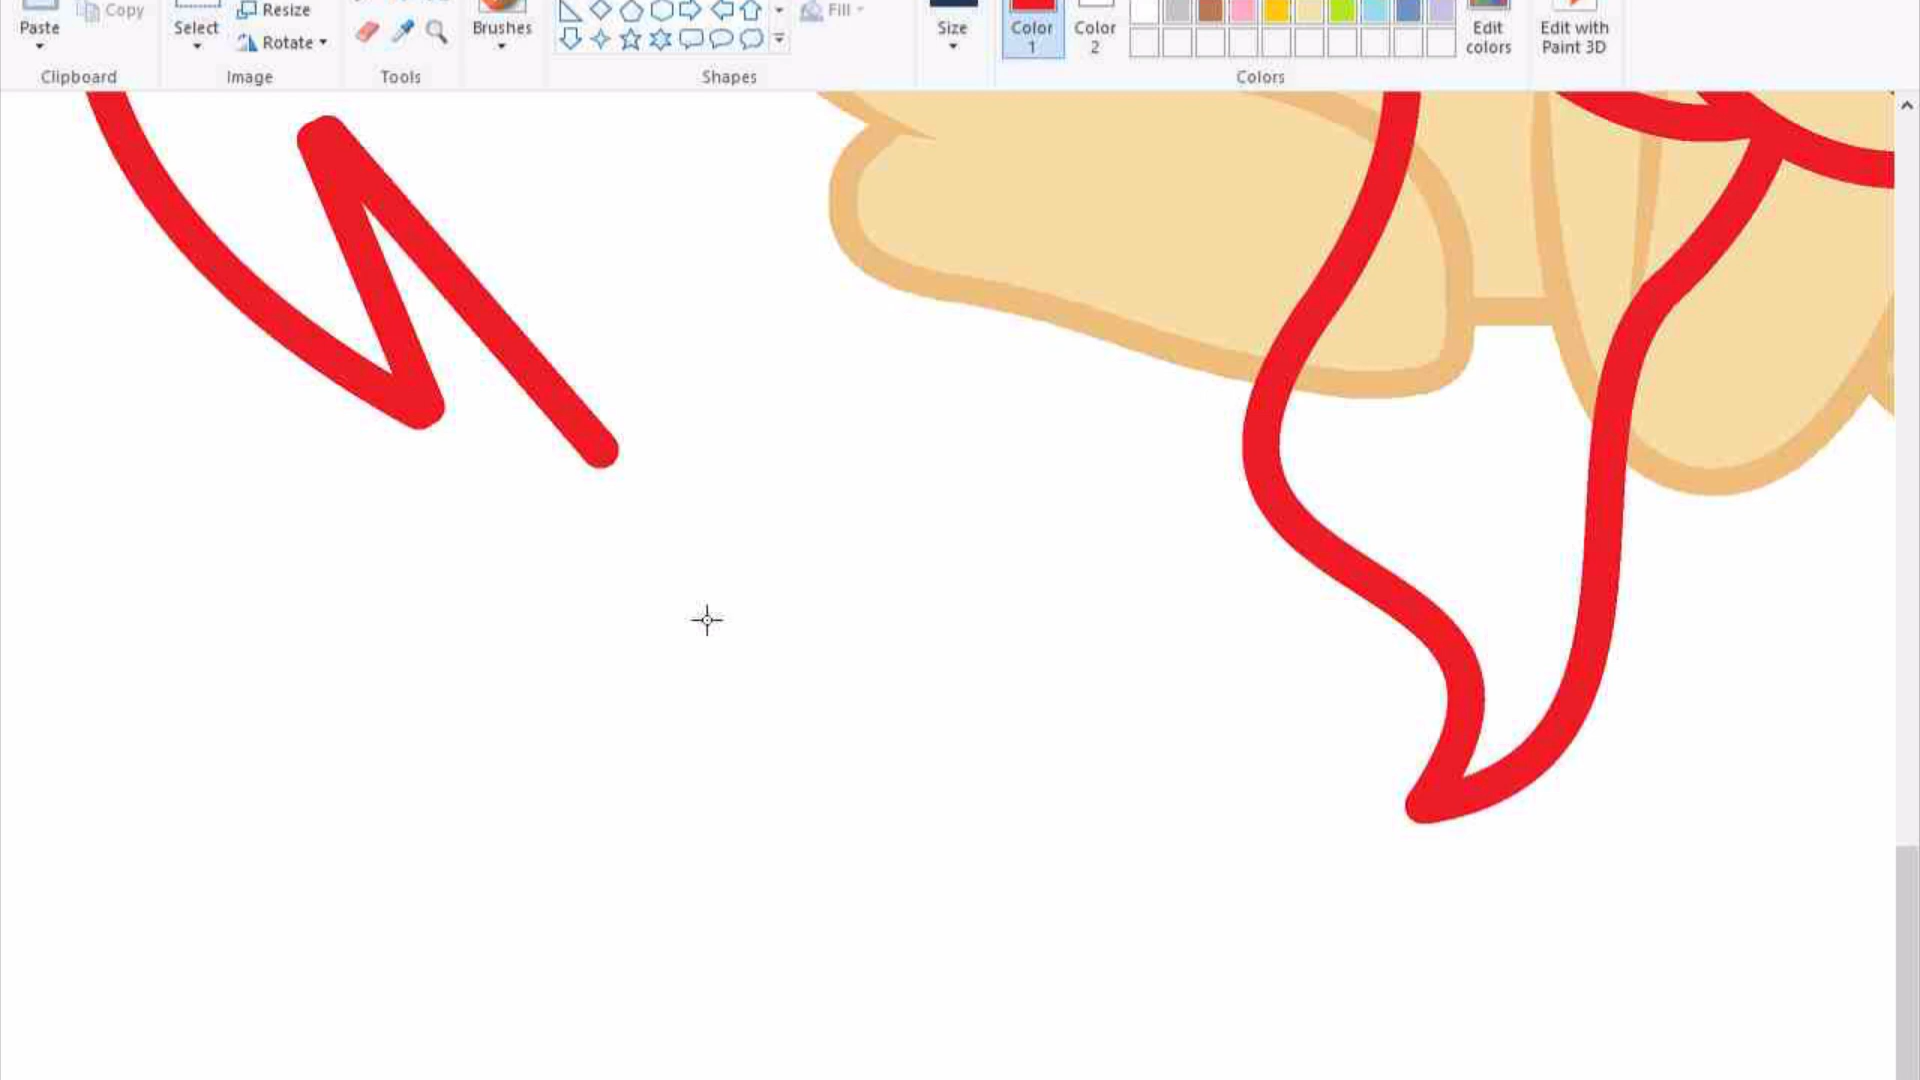 Paste
Copy
Select
Resize
Rotate
Brushes
Fill
Size
Color
1
Color
2
Edit
colors
Edit with
Paint 3D
Clipboard
Image
Tools
Shapes
Colors